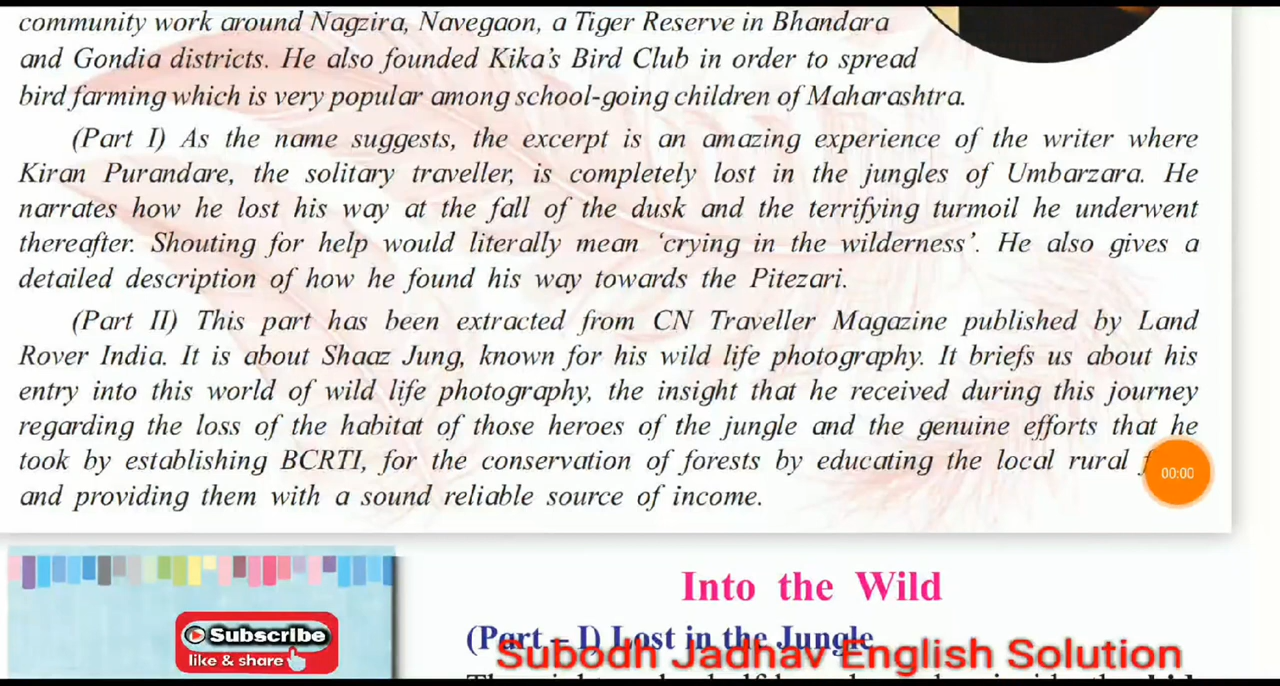 community work around Nagzira, Navegaon, a Tiger Reserve in Bhandara
and Gondia districts. He also founded Kika's Bird Club in order to spread
bird farming which is very popular among school-going children of Maharashtra.
(Part I) As the name suggests, the excerpt is an amazing experience of the writer where
Kiran Purandare, the solitary traveller, is completely lost in the jungles of Umbarzara. He
narrates how he lost his way at the fall of the dusk and the terrifying turmoil he underwent
thereafter. Shouting for help would literally mean 'crying in the wilderness'. He also gives a
detailed description of how he found his way towards the Pitezari.
(Part II) This part has been extracted from CN Traveller Magazine published by Land
Rover India. It is about Shaaz Jung, known for his wild life photography. It briefs us about his
entry into this world of wild life photography, the insight that he received during this journey
regarding the loss of the habitat of those heroes of the jungle and the genuine efforts that he
took by establishing BCRTI, for the conservation of forests by educating the local rural
00:00
and providing them with a sound reliable source of income.
Into the Wild
(Part – I) Lost in the Jungle
Subscribe
like & share
Subodh Jadhav English Solution